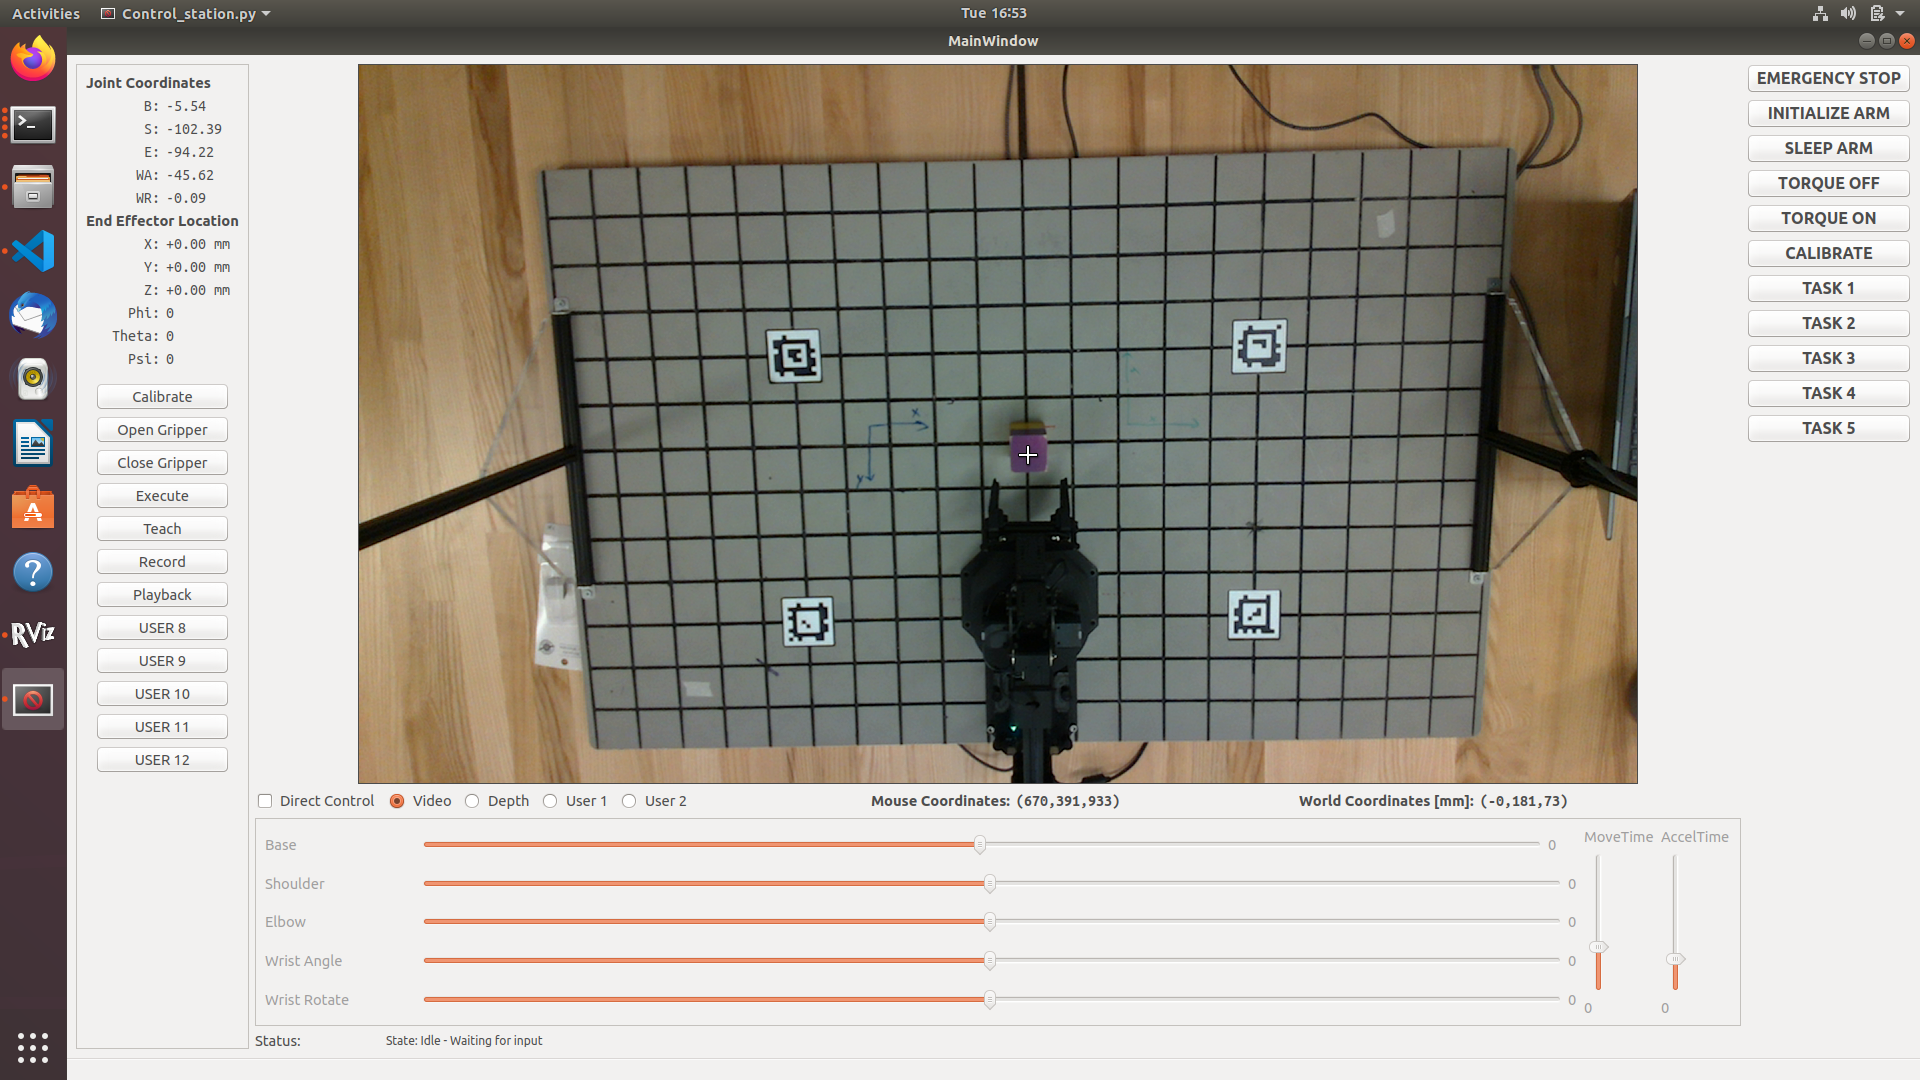 Activities
Control_station.py
Tue 16:53
MainWindow
Joint Coordinates
B: -5.54
S: -102.39
E: -94.22
WA: -45.62
WR: -0.09
End Effector Location
X: +0.00 mm
Y: +0.00 mm
Z: +0.00 mm
Phi: 0
Theta: 0
Psi: 0
Calibrate
Open Gripper
Close Gripper
Execute
Teach
Record
Playback
USER 8
USER 9
USER 10
USER 11
USER 12
RViz
x
y
EMERGENCY STOP
INITIALIZE ARM
SLEEP ARM
TORQUE OFF
TORQUE ON
CALIBRATE
TASK 1
TASK 2
TASK 3
TASK 4
TASK 5
Direct Control Video Depth User 1 User 2
Mouse Coordinates: (670,391,933)
World Coordinates [mm]: (-0,181,73)
Base 0
Shoulder 0
Elbow 0
Wrist Angle 0
Wrist Rotate 0
MoveTime AccelTime
0 0
Status: State: Idle - Waiting for input